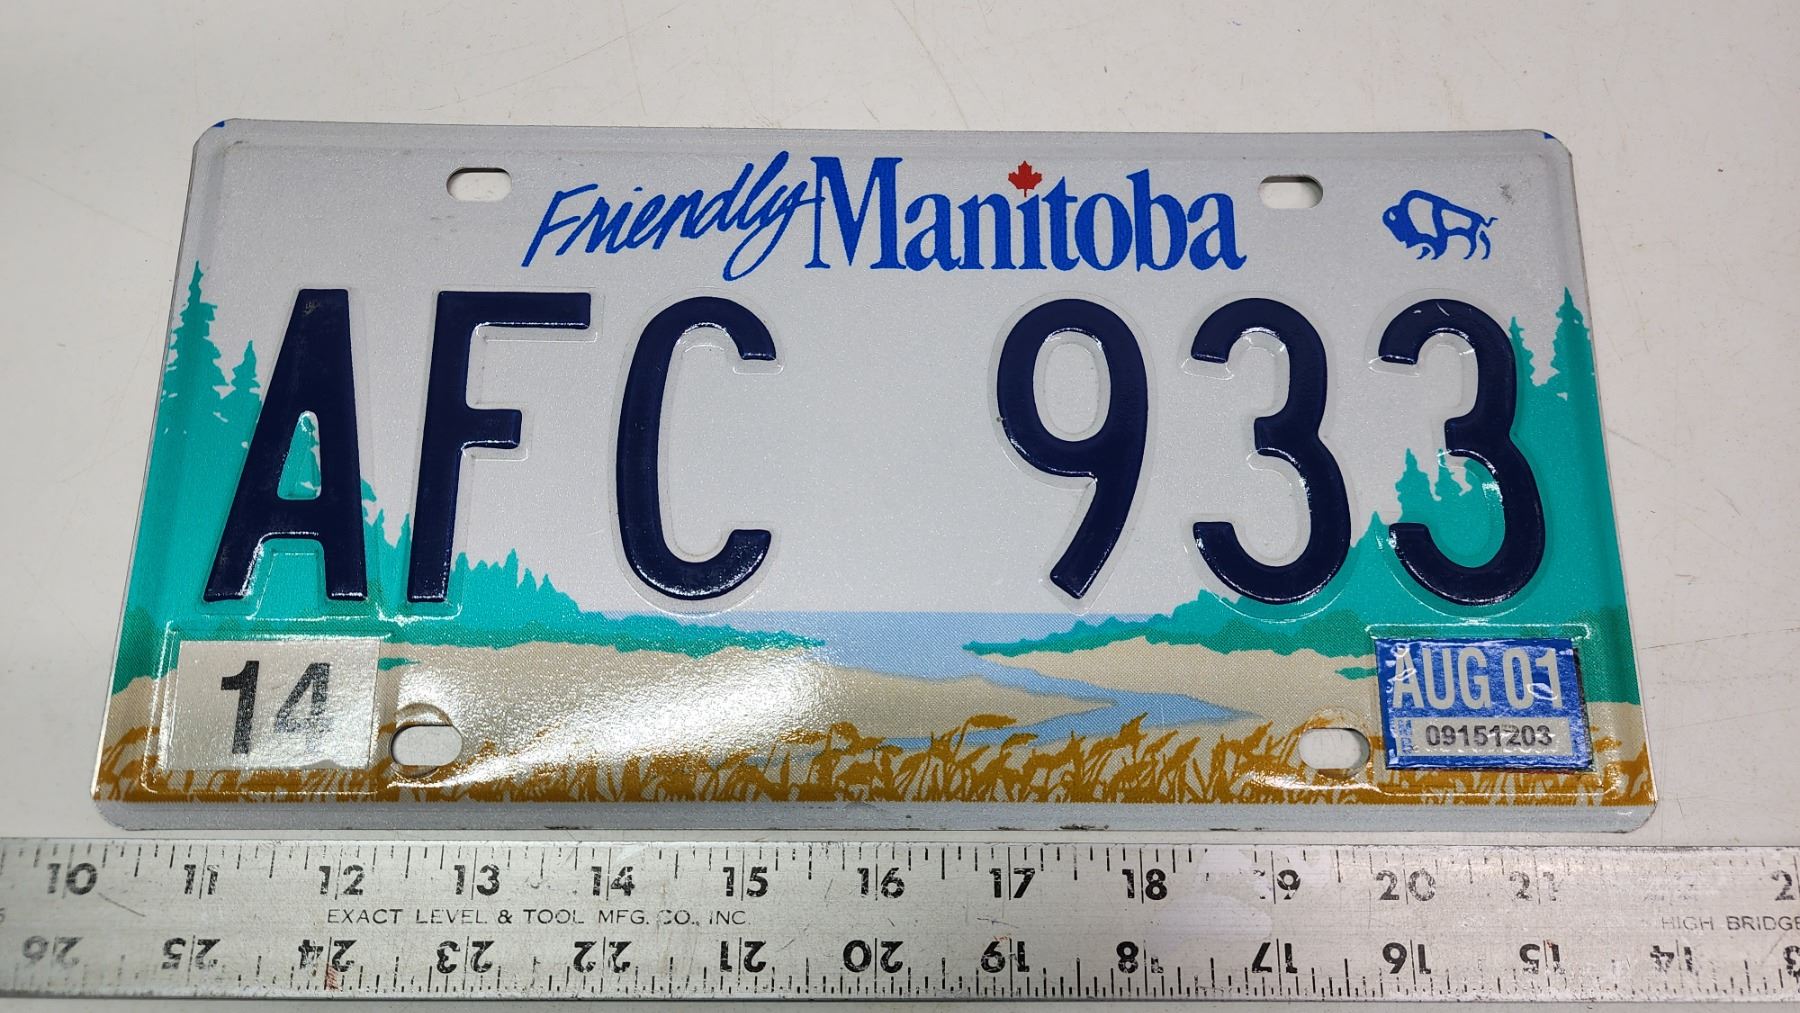 Friendly Manitoba
AFC 933
14
AUG 01
MB 09151203
10 11 12 13 14 15 16 17 18 19 20 21
EXACT LEVEL & TOOL MFG. CO., INC.
HIGH BRIDGE
26 25 24 23 22 21 20 19 18 17 16 15 14